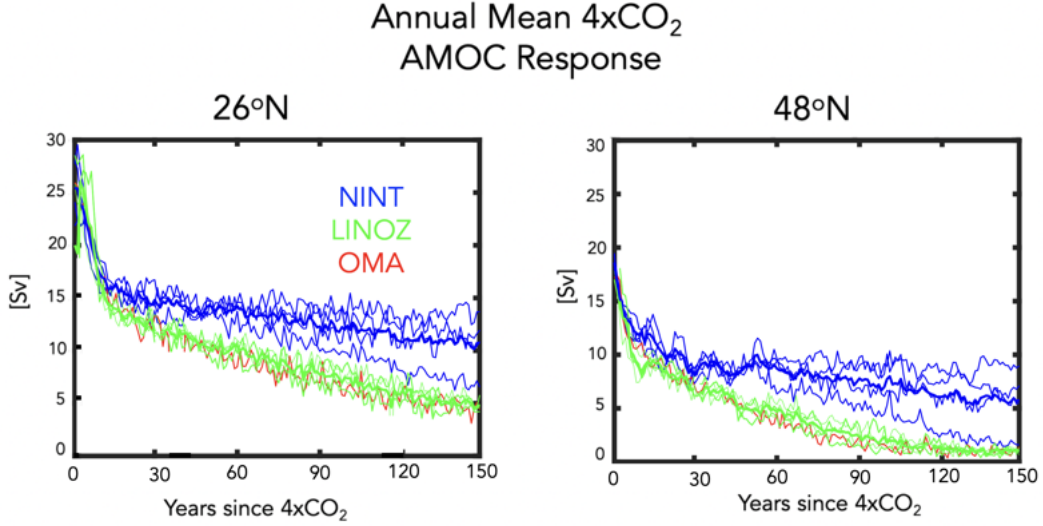 Annual Mean 4xCO₂
AMOC Response
26°N
48°N
30
25
20
15
10
5
0
[Sv]
NINT
LINOZ
OMA
0 30 60 90 120 150
Years since 4xCO₂
30
25
20
15
10
5
0
[Sv]
0 30 60 90 120 150
Years since 4xCO₂